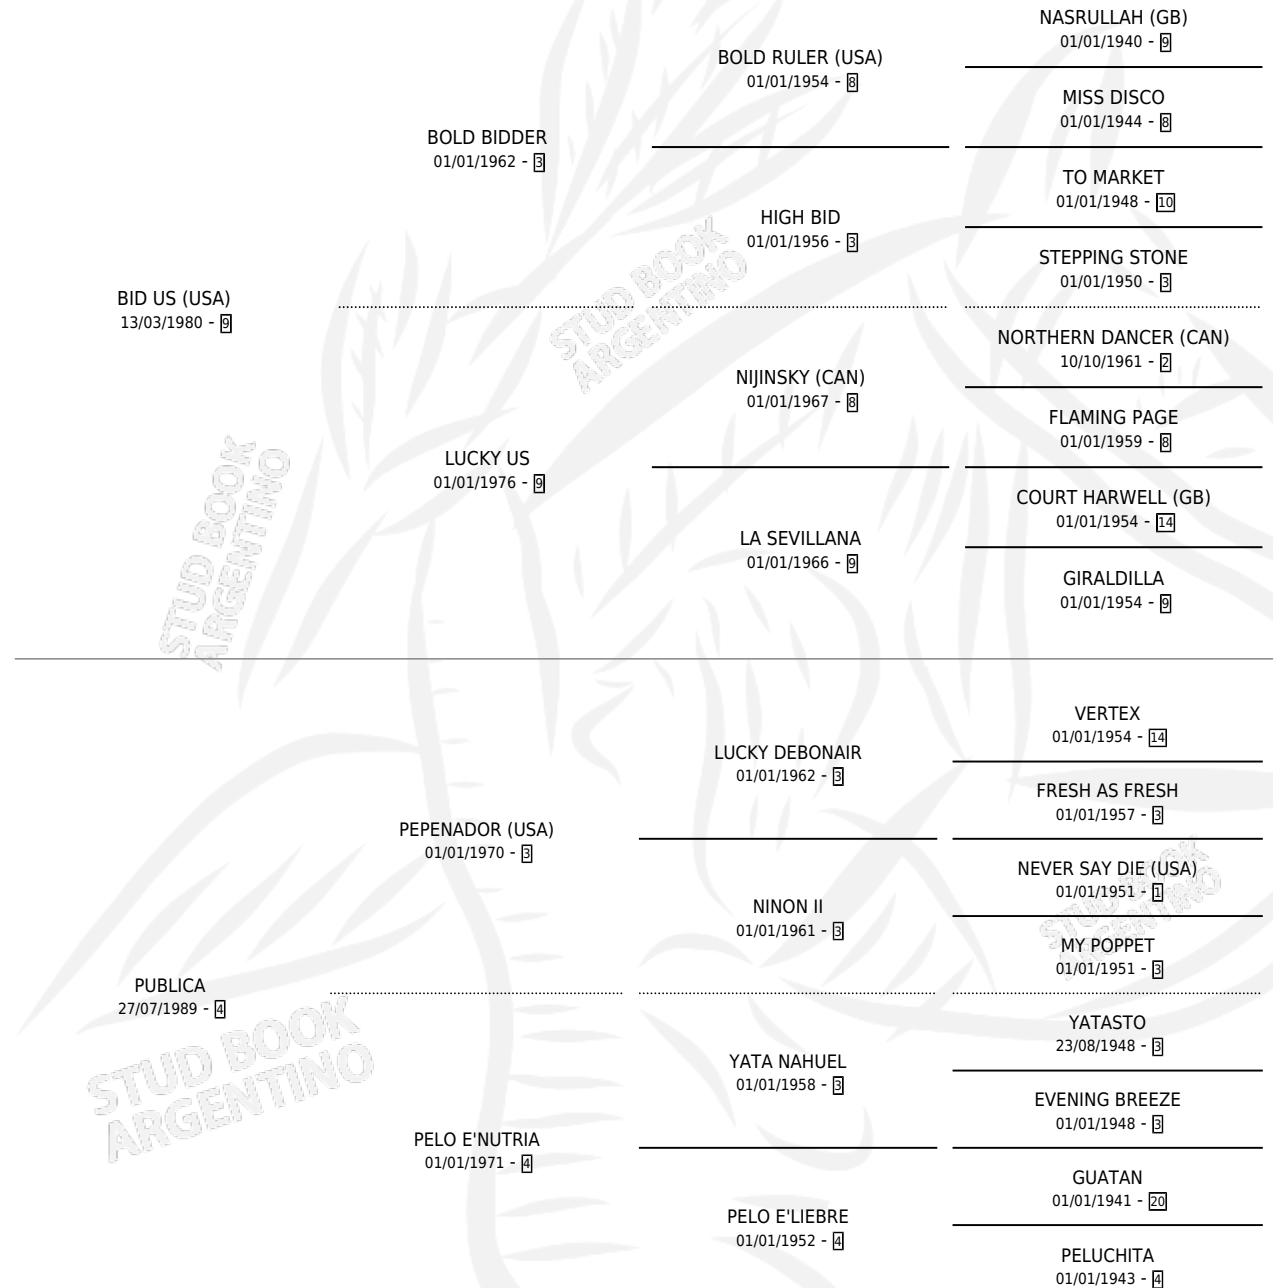 NASRULLAH (GB)
01/01/1940 - 9
BOLD RULER (USA)
01/01/1954 - 8
MISS DISCO
01/01/1944 - 8
BOLD BIDDER
01/01/1962 - 3
TO MARKET
01/01/1948 - 10
HIGH BID
01/01/1956 - 3
STEPPING STONE
01/01/1950 - 3
BID US (USA)
13/03/1980 - 9
NORTHERN DANCER (CAN)
10/10/1961 - 2
NIJINSKY (CAN)
01/01/1967 - 8
FLAMING PAGE
01/01/1959 - 8
LUCKY US
01/01/1976 - 9
COURT HARWELL (GB)
01/01/1954 - 14
LA SEVILLANA
01/01/1966 - 9
GIRALDILLA
01/01/1954 - 9
STUD BOOK
ARGENTINO
STUD BOOK
ARGENTINO
VERTEX
01/01/1954 - 14
LUCKY DEBONAIR
01/01/1962 - 3
FRESH AS FRESH
01/01/1957 - 3
PEPENADOR (USA)
01/01/1970 - 3
NEVER SAY DIE (USA)
01/01/1951 - 1
NINON II
01/01/1961 - 3
MY POPPET
01/01/1951 - 3
PUBLICA
27/07/1989 - 4
YATASTO
23/08/1948 - 3
YATA NAHUEL
01/01/1958 - 3
EVENING BREEZE
01/01/1948 - 3
PELO E'NUTRIA
01/01/1971 - 4
GUATAN
01/01/1941 - 20
PELO E'LIEBRE
01/01/1952 - 4
PELUCHITA
01/01/1943 - 4
STUD BOOK
ARGENTINO
STUD BOOK
ARGENTINO